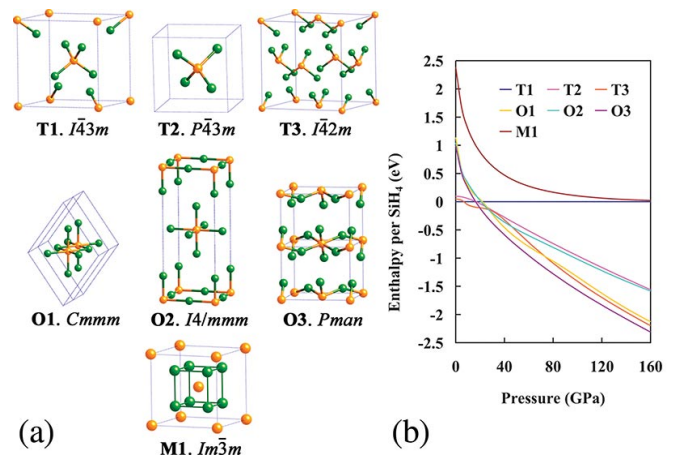 T1. I4̄3m T2. P4̄3m T3. I4̄2m
O1. Cmmm O2. I4/mmm O3. Pman
M1. Im3̄m
(a)
T1 T2 T3
O1 O2 O3
M1
Enthalpy per SiH₄ (eV)
2.5
2
1.5
1
0.5
0
-0.5
-1
-1.5
-2
-2.5
0 40 80 120 160
Pressure (GPa)
(b)